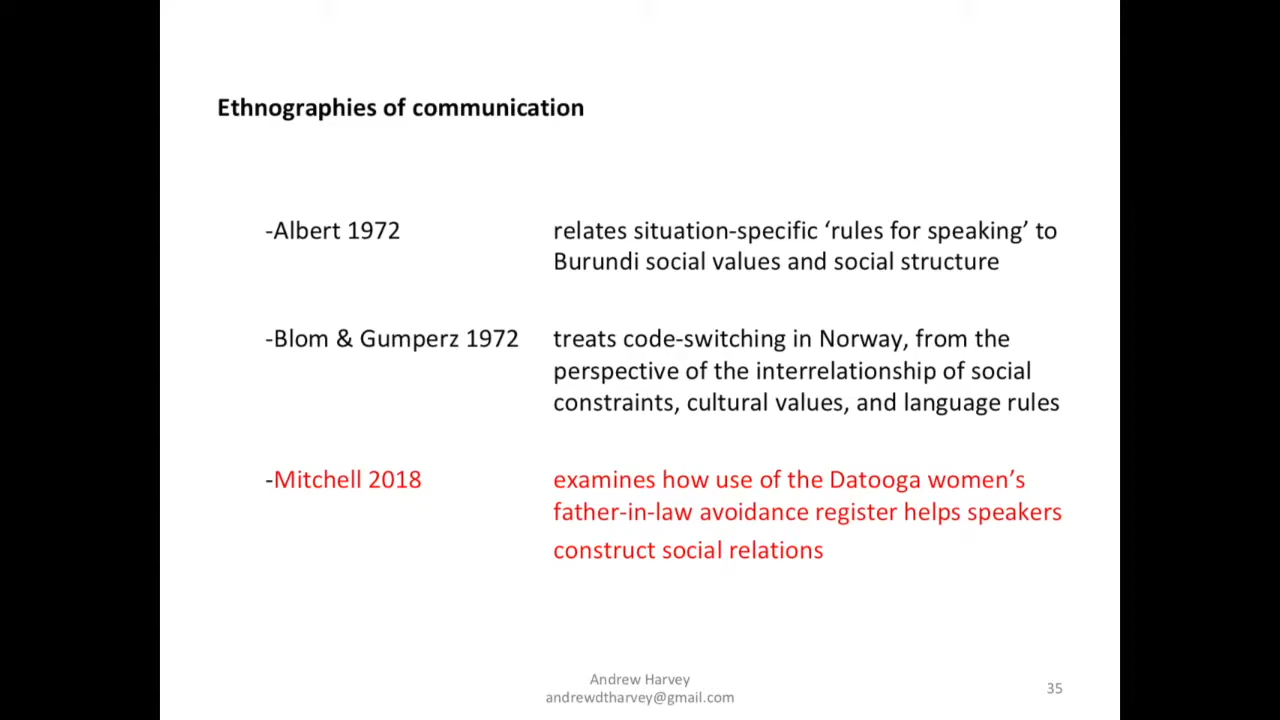 Ethnographies of communication
-Albert 1972 relates situation-specific ‘rules for speaking’ to
Burundi social values and social structure
-Blom & Gumperz 1972 treats code-switching in Norway, from the
perspective of the interrelationship of social
constraints, cultural values, and language rules
-Mitchell 2018 examines how use of the Datooga women’s
father-in-law avoidance register helps speakers
construct social relations
Andrew Harvey
andrewdtharvey@gmail.com
35